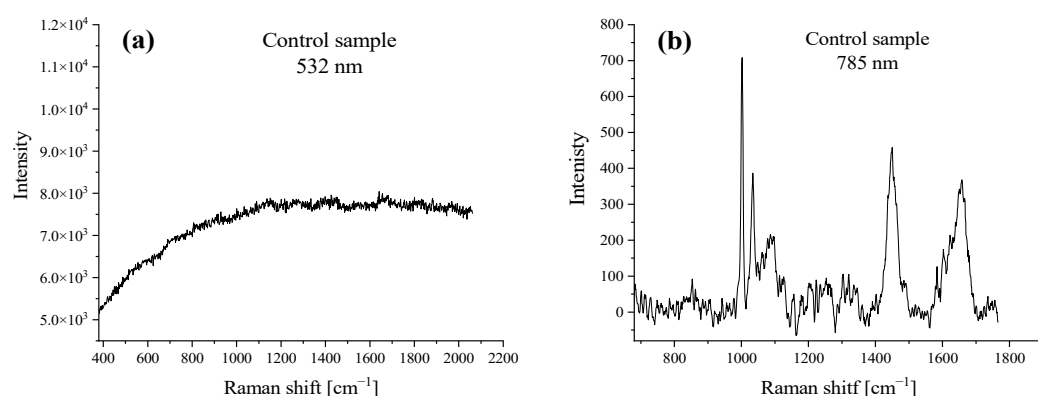 (a)
Control sample
532 nm
1.2×10⁴
1.1×10⁴
1.0×10⁴
9.0×10³
8.0×10³
7.0×10³
6.0×10³
5.0×10³
Intensity
400 600 800 1000 1200 1400 1600 1800 2000 2200
Raman shift [cm⁻¹]
(b)
Control sample
785 nm
800
700
600
500
400
300
200
100
0
Intenisty
800 1000 1200 1400 1600 1800
Raman shitf [cm⁻¹]